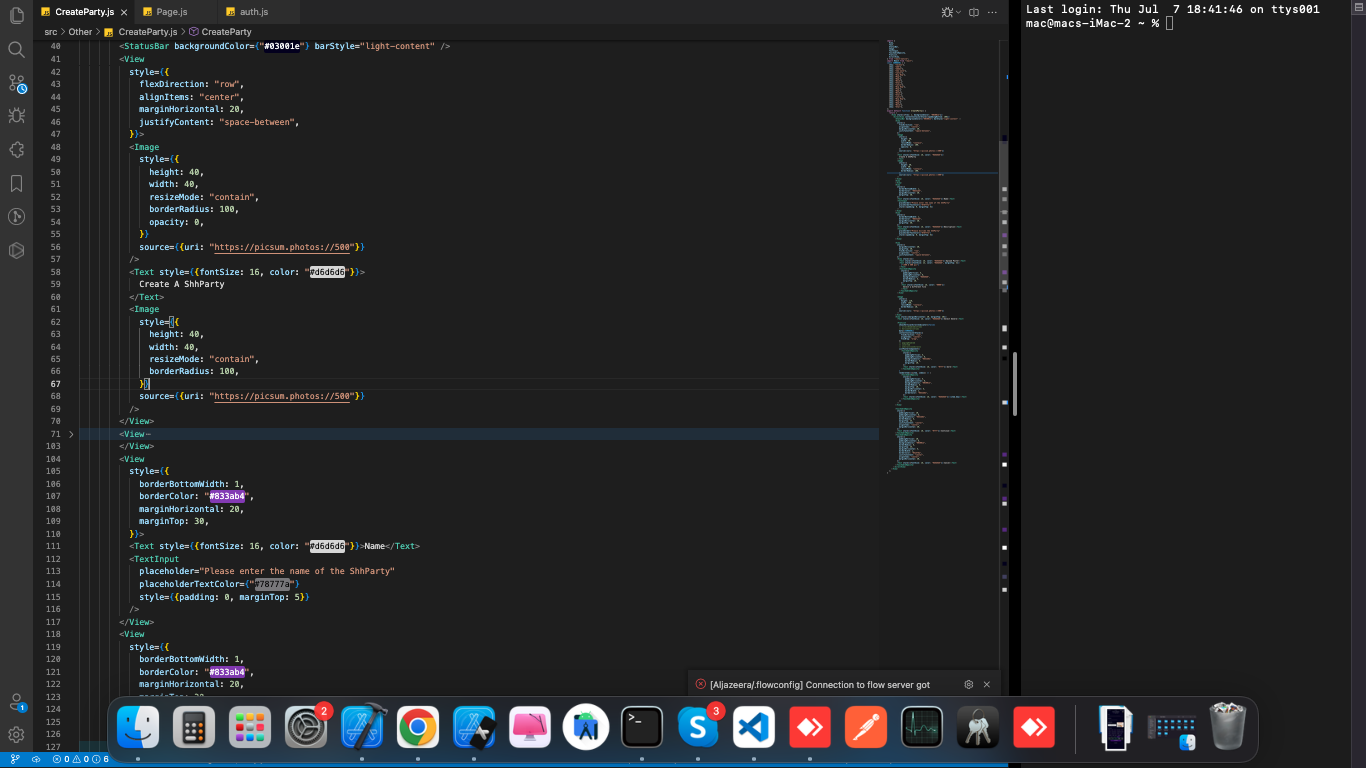 CreateParty.js
Page.js
auth.js
src > Other > CreateParty.js > CreateParty
40 <StatusBar backgroundColor={"#03001e"} barStyle="light-content" />
41 <View
42 style={{
43 flexDirection: "row",
44 alignItems: "center",
45 marginHorizontal: 20,
46 justifyContent: "space-between",
47 }}>
48 <Image
49 style={{
50 height: 40,
51 width: 40,
52 resizeMode: "contain",
53 borderRadius: 100,
54 opacity: 0,
55 }}
56 source={{uri: "https://picsum.photos://500"}}
57 />
58 <Text style={{fontSize: 16, color: "#d6d6d6"}}>
59 Create A ShhParty
60 </Text>
61 <Image
62 style={{
63 height: 40,
64 width: 40,
65 resizeMode: "contain",
66 borderRadius: 100,
67 }}
68 source={{uri: "https://picsum.photos://500"}}
69 />
70 </View>
71 <View…
103 </View>
104 <View
105 style={{
106 borderBottomWidth: 1,
107 borderColor: "#833ab4",
108 marginHorizontal: 20,
109 marginTop: 30,
110 }}>
111 <Text style={{fontSize: 16, color: "#d6d6d6"}}>Name</Text>
112 <TextInput
113 placeholder="Please enter the name of the ShhParty"
114 placeholderTextColor={"#78777a"}
115 style={{padding: 0, marginTop: 5}}
116 />
117 </View>
118 <View
119 style={{
120 borderBottomWidth: 1,
121 borderColor: "#833ab4",
122 marginHorizontal: 20,
123
124
125
126
127
[Aljazeera/.flowconfig] Connection to flow server got
Last login: Thu Jul  7 18:41:46 on ttys001
mac@macs-iMac-2 ~ %
1
2
3
>_
S
0 0 6